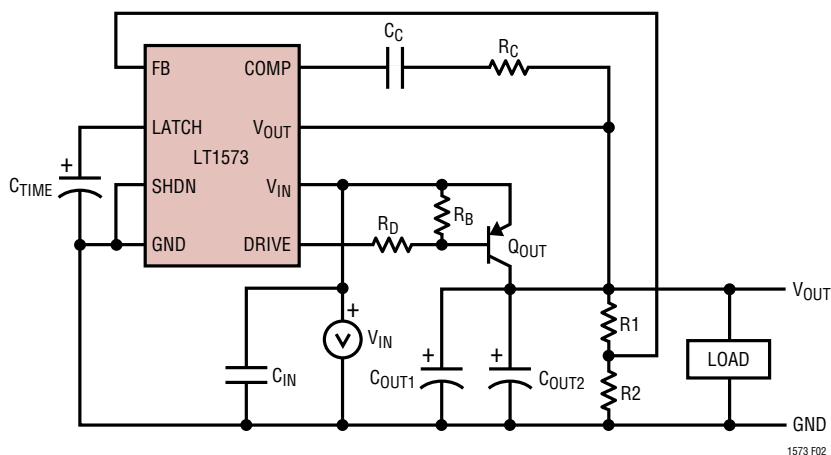 C_C
R_C
FB
COMP
LATCH
V_OUT
LT1573
+
C_TIME
SHDN
V_IN
R_B
R_D
GND
DRIVE
Q_OUT
V_OUT
+
V_IN
R1
C_IN
+
C_OUT1
+
C_OUT2
LOAD
R2
GND
1573 F02